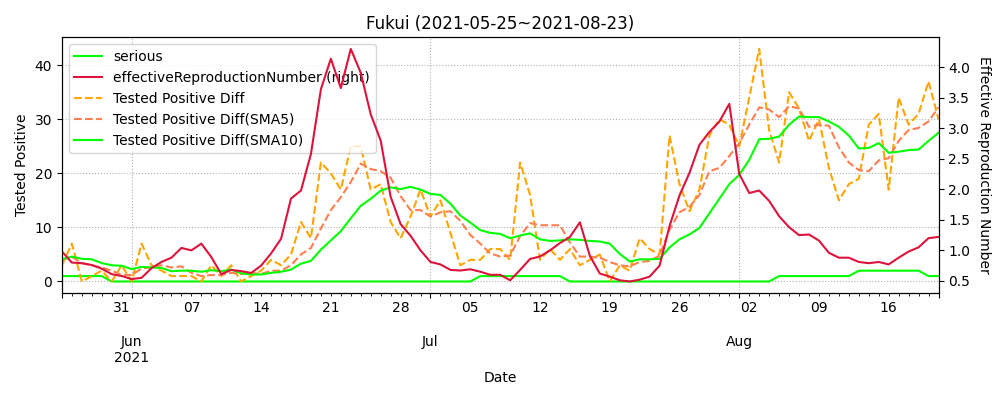 Fukui (2021-05-25~2021-08-23)
serious
effectiveReproductionNumber (right)
Tested Positive Diff
Tested Positive Diff(SMA5)
Tested Positive Diff(SMA10)
Tested Positive
40
30
20
10
0
4.0
3.5
3.0
2.5
2.0
1.5
1.0
0.5
Effective Reproduction Number
31 07 14 21 28 05 12 19 26 02 09 16
Jun Jul Aug
2021
Date